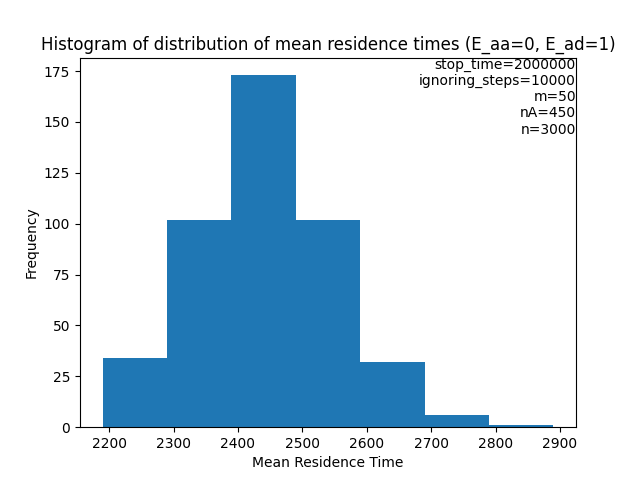 Histogram of distribution of mean residence times (E_aa=0, E_ad=1)
stop_time=2000000
ignoring_steps=10000
m=50
nA=450
n=3000
175
150
125
100
75
50
25
0
Frequency
2200 2300 2400 2500 2600 2700 2800 2900
Mean Residence Time